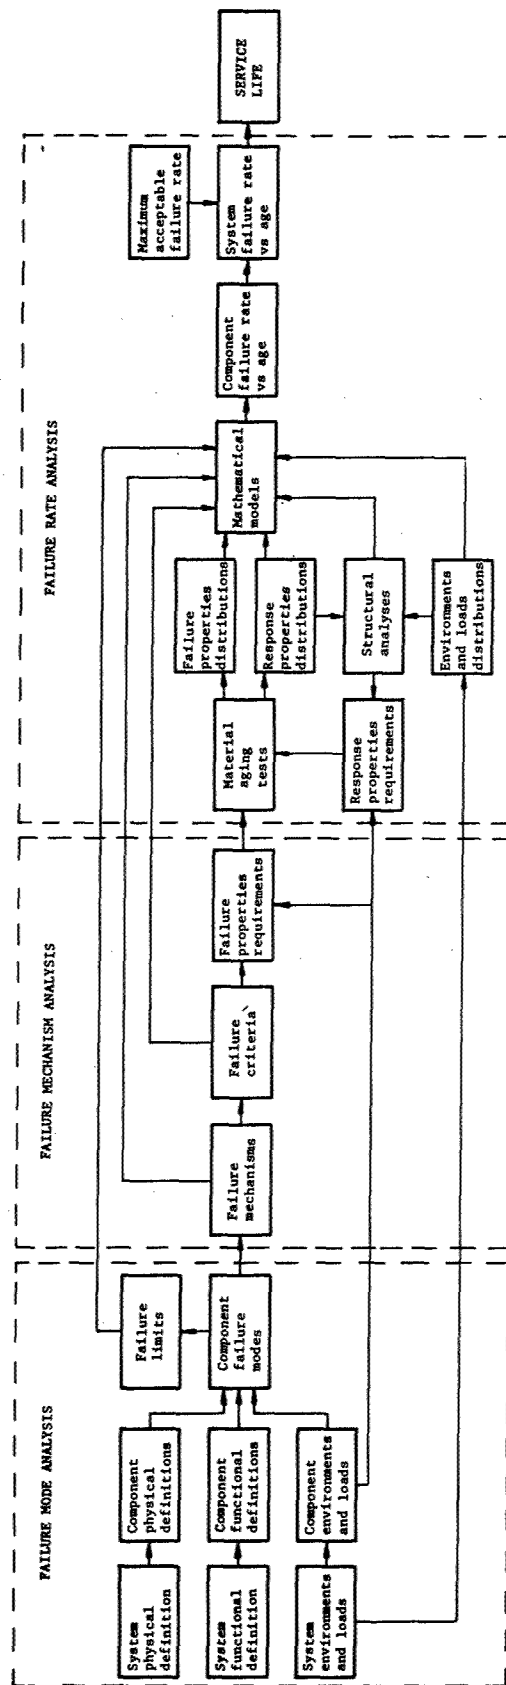 FAILURE MODE ANALYSIS
System
physical
definition
Component
physical
definitions
Failure
limits
System
functional
definition
Component
functional
definitions
Component
failure
modes
System
environments
and loads
Component
environments
and loads
FAILURE MECHANISM ANALYSIS
Failure
mechanisms
Failure
criteria
Failure
properties
requirements
FAILURE RATE ANALYSIS
Material
aging
tests
Response
properties
requirements
Failure
properties
distributions
Response
properties
distributions
Structural
analyses
Environments
and loads
distributions
Mathematical
models
Component
failure rate
vs age
Maximum
acceptable
failure rate
System
failure rate
vs age
SERVICE
LIFE